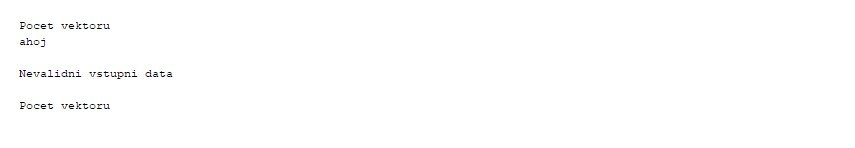 Pocet vektoru
ahoj
Nevalidni vstupni data
Pocet vektoru